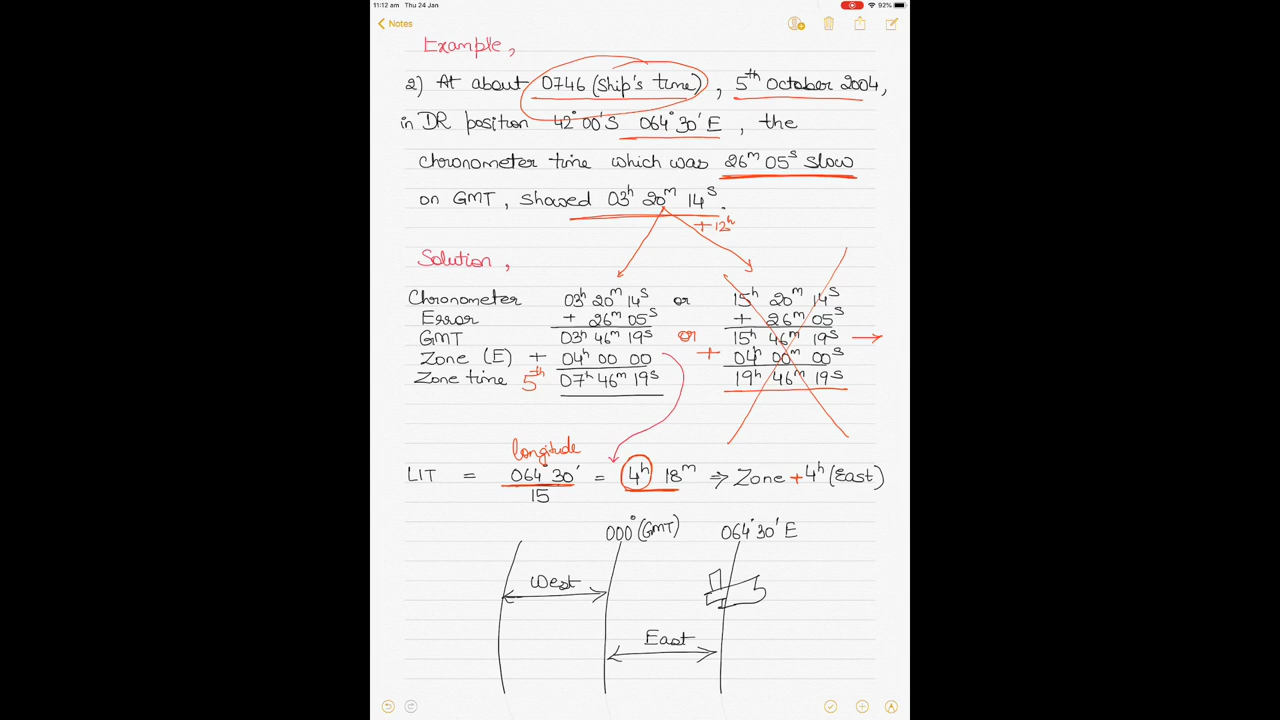 11:12 am Thu 24 Jan
92%
Notes
Example,
2) At about 0746 (ship's time), 5th October 2004,
in DR position 42° 00'S 064° 30'E, the
chronometer time which was 26m 05s slow
on GMT, showed 03h 20m 14s.
+12h
Solution,
Chronometer 03h 20m 14s or 15h 20m 14s
Error + 26m 05s + 26m 05s
GMT 03h 46m 19s or 15h 46m 19s →
Zone (E) + 04h 00 00 + 04h 00m 00s
Zone time 5th 07h 46m 19s 19h 46m 19s
longitude
LIT = 064° 30' / 15 = 4h 18m ⇒ Zone +4h (East)
000° (GMT) 064° 30' E
West
East